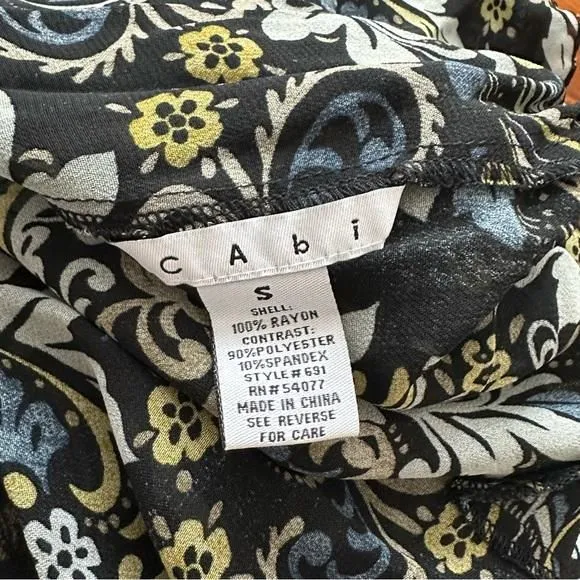 CAbi
S
SHELL:
100% RAYON
CONTRAST:
90%POLYESTER
10%SPANDEX
STYLE#691
RN#54077
MADE IN CHINA
SEE REVERSE
FOR CARE